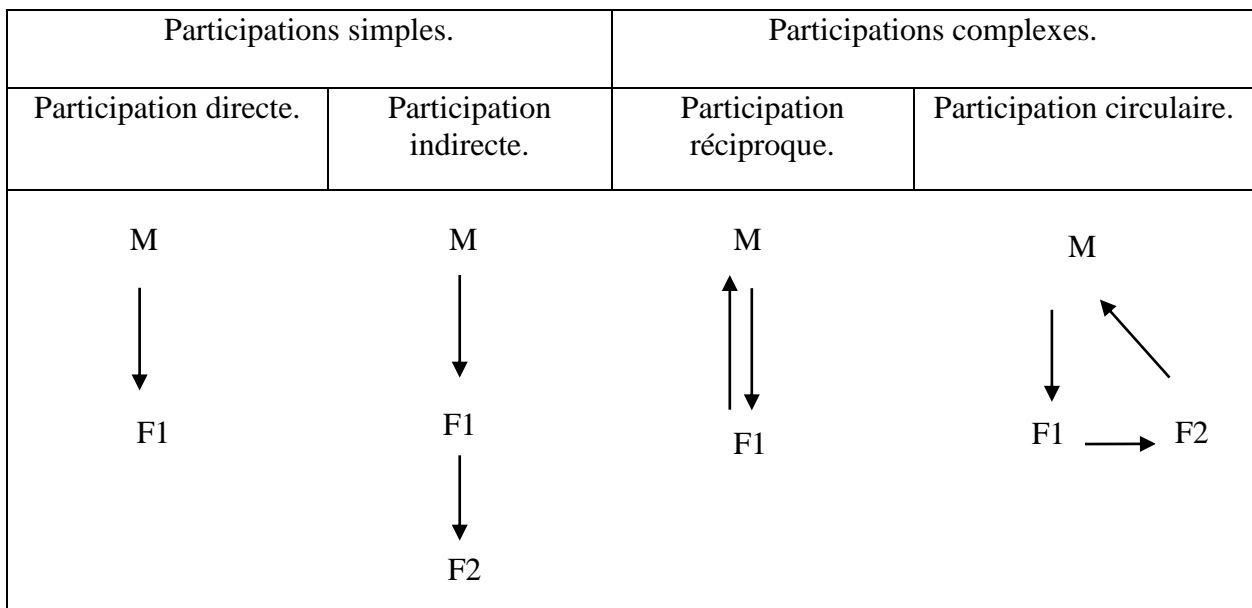 Participations simples.
Participations complexes.
Participation directe.
Participation
indirecte.
Participation
réciproque.
Participation circulaire.
M
F1
M
F1
F2
M
F1
M
F1
F2